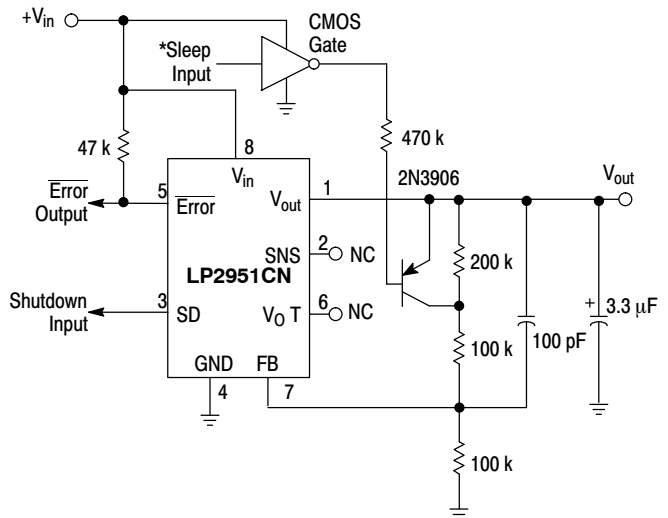 +Vin
CMOS
Gate
*Sleep
Input
470 k
47 k
8
Vin
2N3906
Vout
Error
Output
5
Error
Vout
1
200 k
SNS
2
NC
LP2951CN
Shutdown
Input
3
SD
VO T
6
NC
+
3.3 µF
100 pF
100 k
GND
FB
4
7
100 k